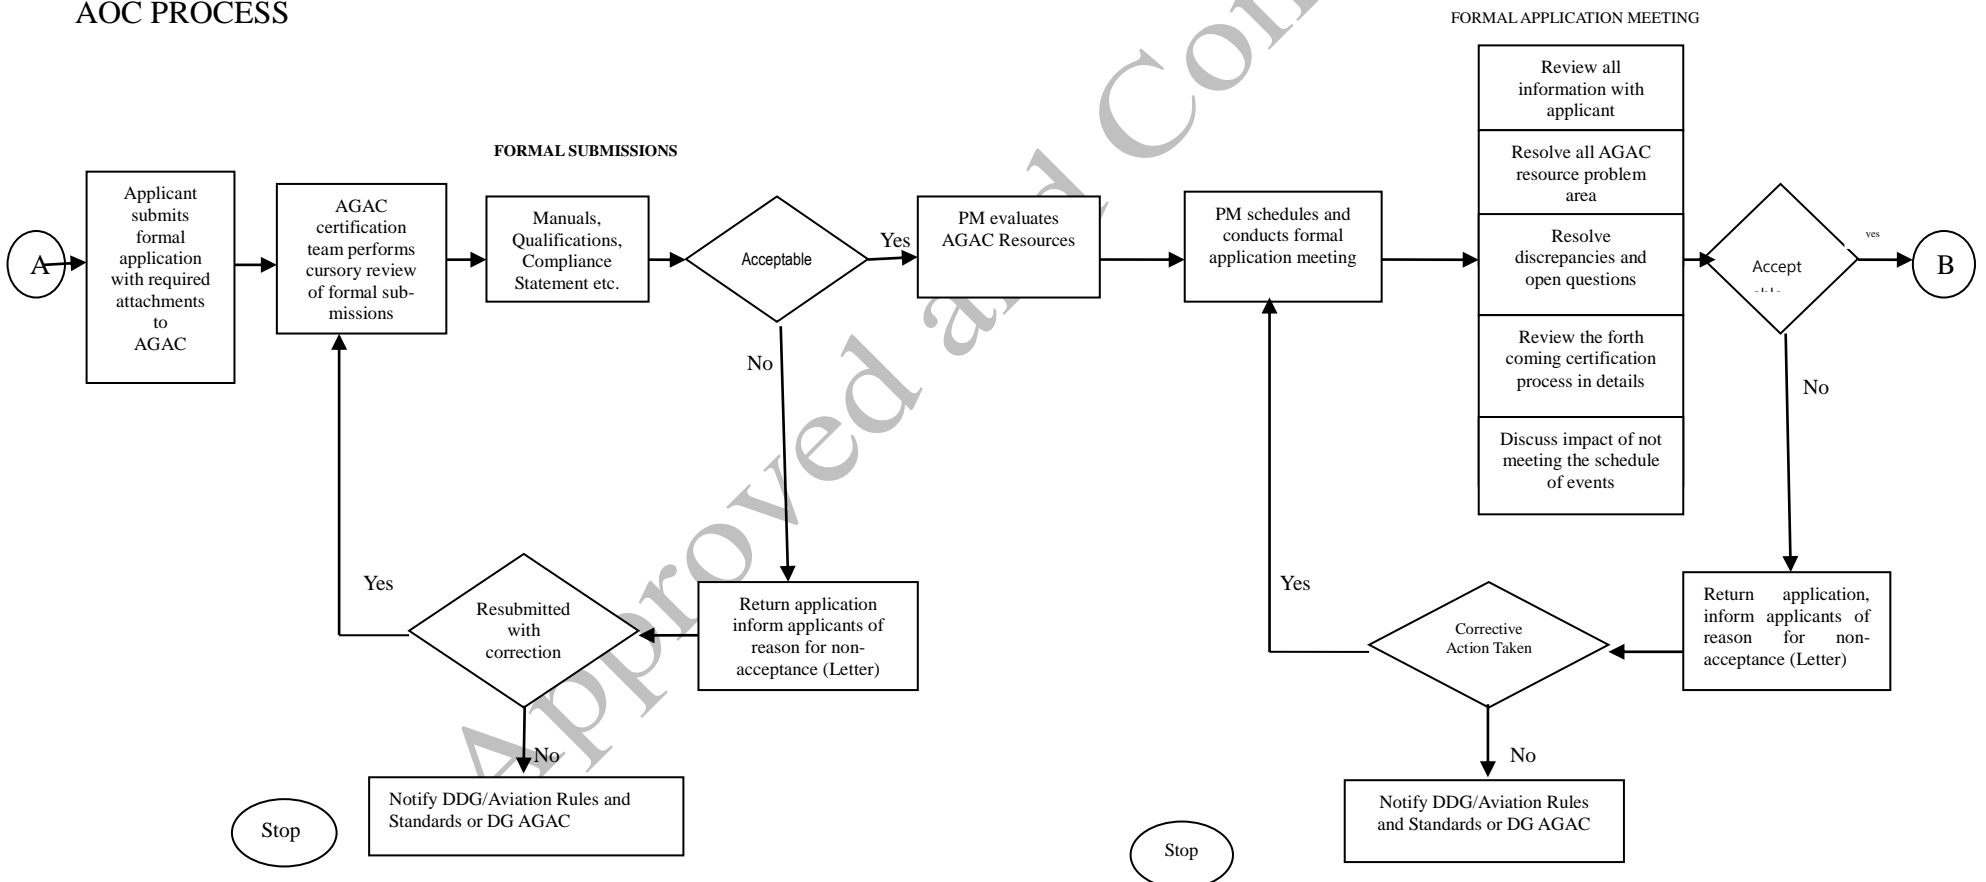 AOC PROCESS
FORMAL APPLICATION MEETING
FORMAL SUBMISSIONS
A
Applicant
submits
formal
application
with required
attachments
to
AGAC
AGAC
certification
team performs
cursory review
of formal sub-
missions
Manuals,
Qualifications,
Compliance
Statement etc.
Acceptable
Yes
No
PM evaluates
AGAC Resources
PM schedules and
conducts formal
application meeting
Review all
information with
applicant
Resolve all AGAC
resource problem
area
Resolve
discrepancies and
open questions
Review the forth
coming certification
process in details
Discuss impact of not
meeting the schedule
of events
Accept
yes
B
No
Return application
inform applicants of
reason for non-
acceptance (Letter)
Resubmitted
with
correction
Yes
No
Notify DDG/Aviation Rules and
Standards or DG AGAC
Stop
Return application,
inform applicants of
reason for non-
acceptance (Letter)
Corrective
Action Taken
Yes
No
Notify DDG/Aviation Rules
and Standards or DG AGAC
Stop
Approved and